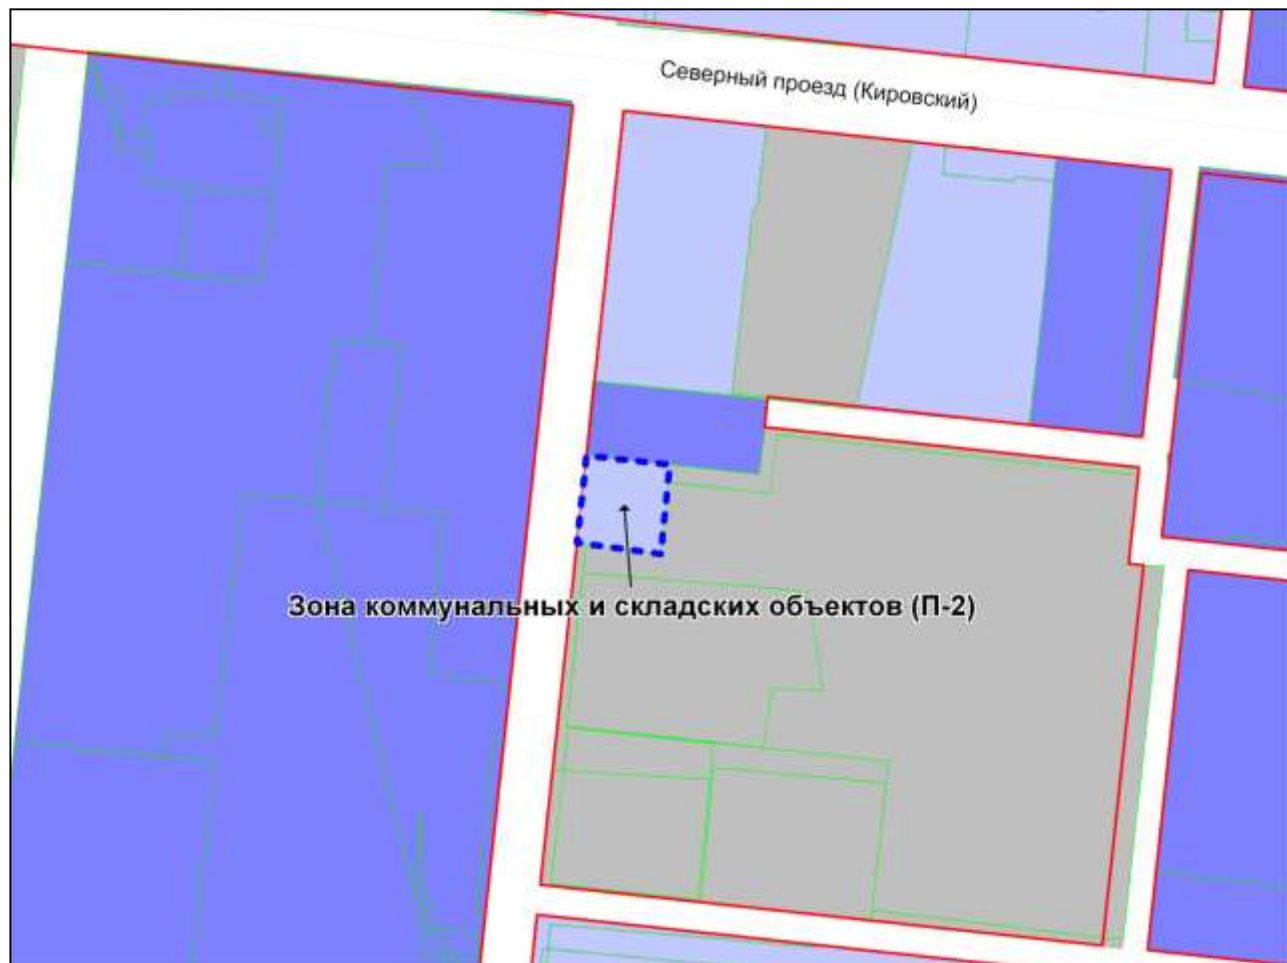 Северный проезд (Кировский)
Зона коммунальных и складских объектов (П-2)